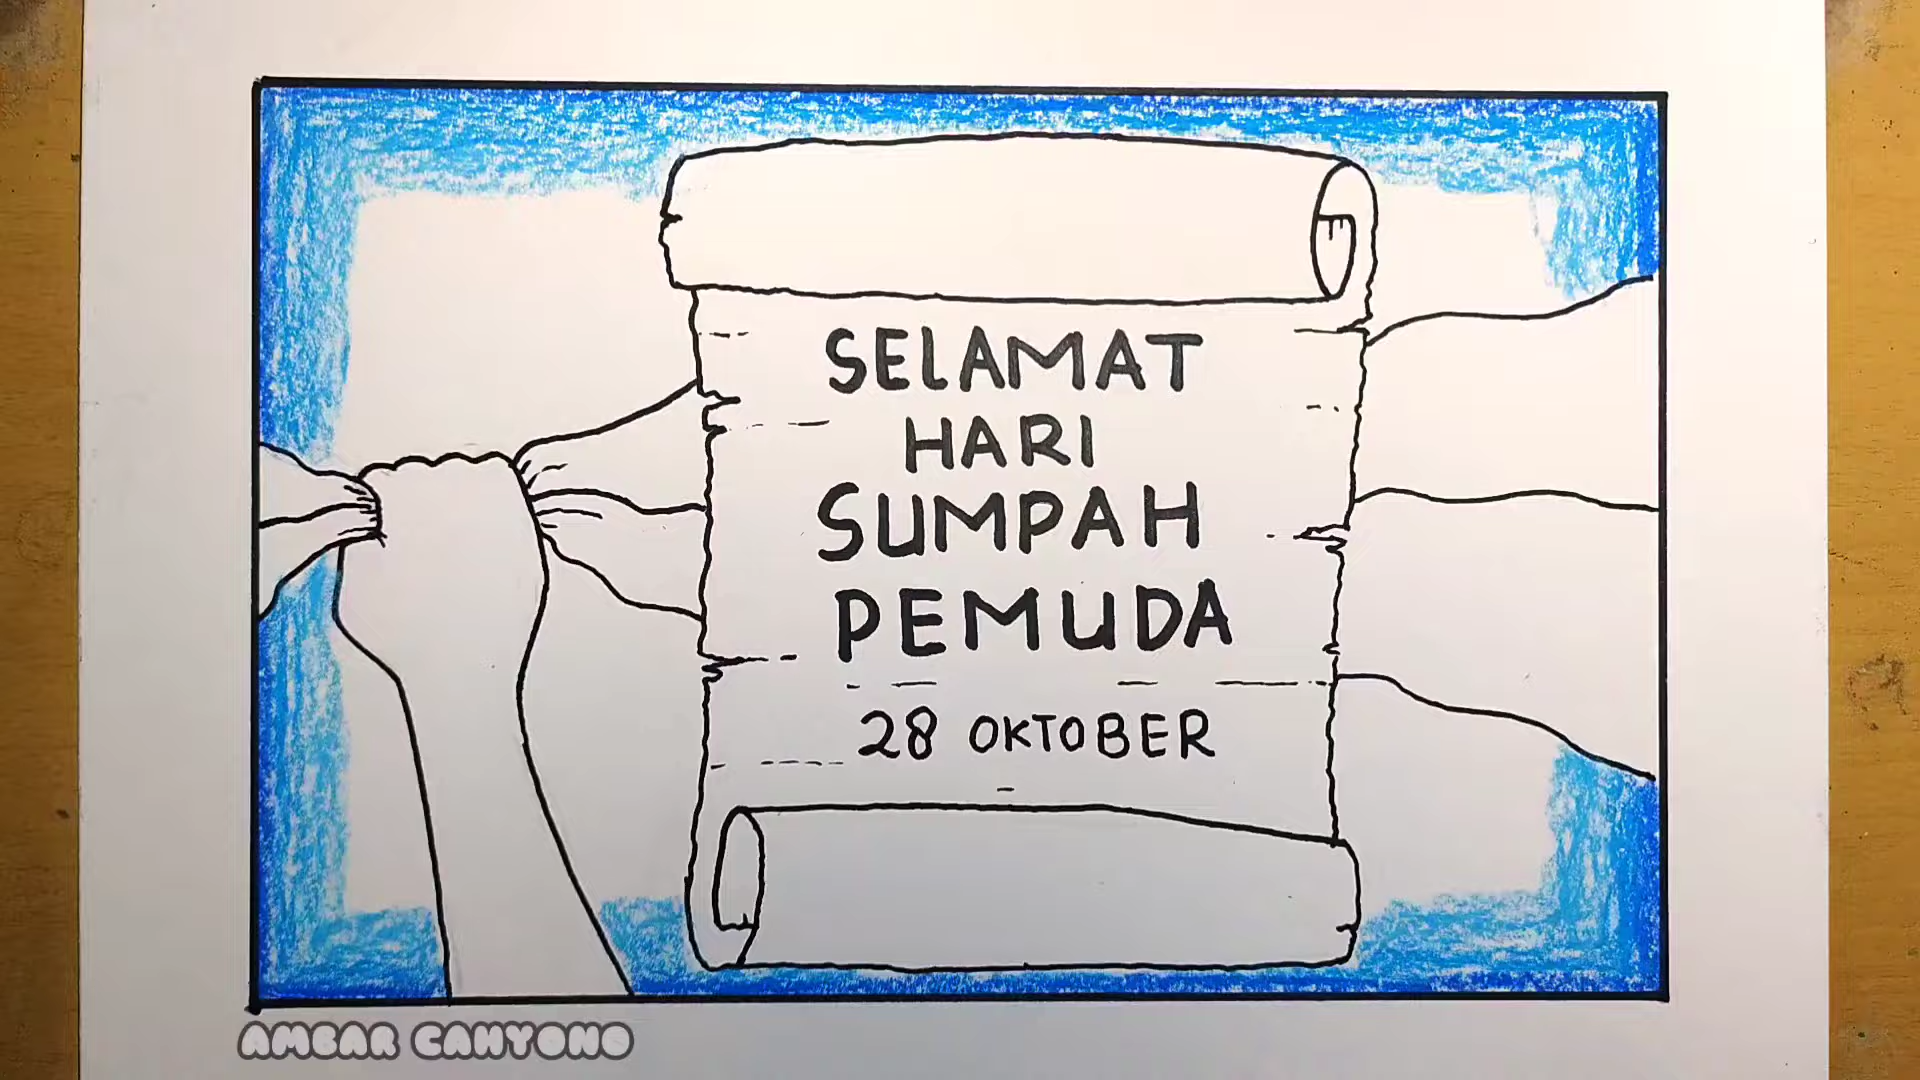 SELAMAT
HARI
SUMPAH
PEMUDA
28 OKTOBER
AMBAR CAHYONO